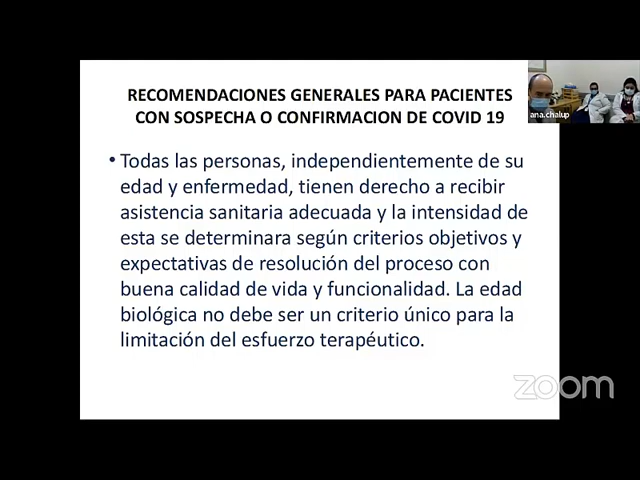 RECOMENDACIONES GENERALES PARA PACIENTES
CON SOSPECHA O CONFIRMACION DE COVID 19
ana.chalup
• Todas las personas, independientemente de su
edad y enfermedad, tienen derecho a recibir
asistencia sanitaria adecuada y la intensidad de
esta se determinara según criterios objetivos y
expectativas de resolución del proceso con
buena calidad de vida y funcionalidad. La edad
biológica no debe ser un criterio único para la
limitación del esfuerzo terapéutico.
zoom